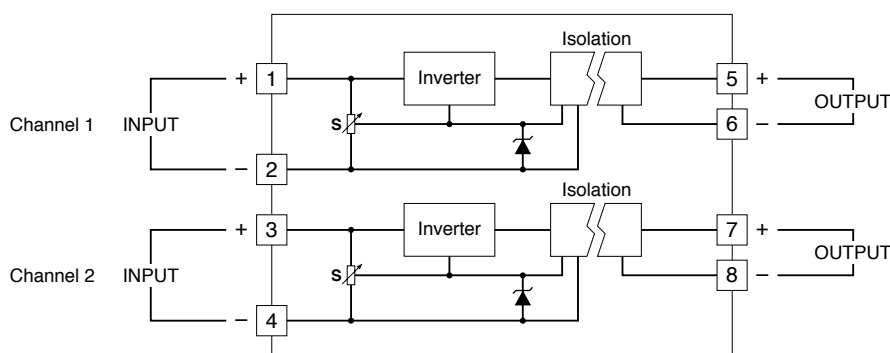 Isolation
+ 1 Inverter 5 +
Channel 1 INPUT S OUTPUT
6 −
− 2
Isolation
+ 3 Inverter 7 +
Channel 2 INPUT S OUTPUT
8 −
− 4